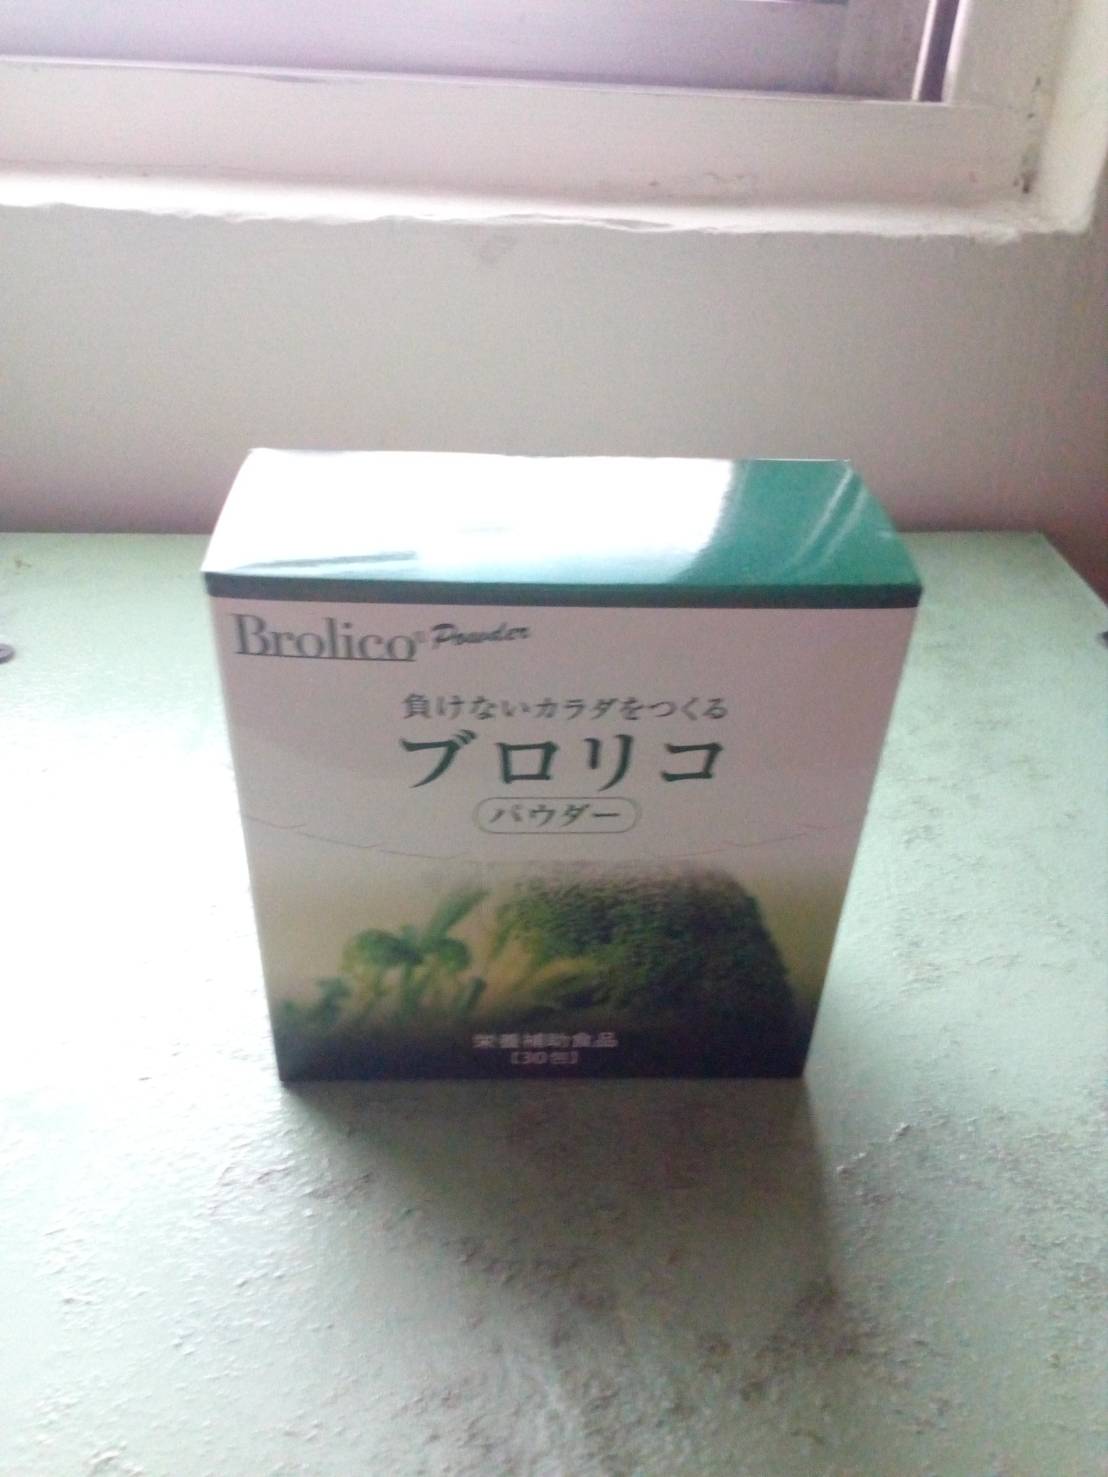 Brolico® Powder
負けないカラダをつくる
ブロリコ
パウダー
栄養補助食品
【30包】